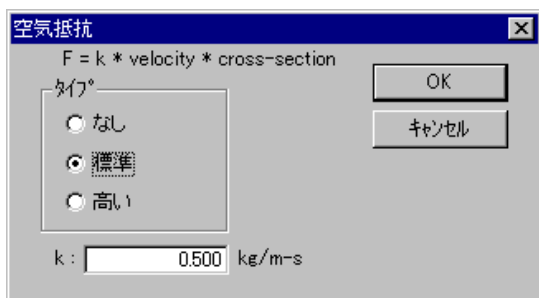 空気抵抗
F = k * velocity * cross-section
OK
ﾀｲﾌﾟ
なし
キャンセル
標準
高い
k : 0.500 kg/m-s